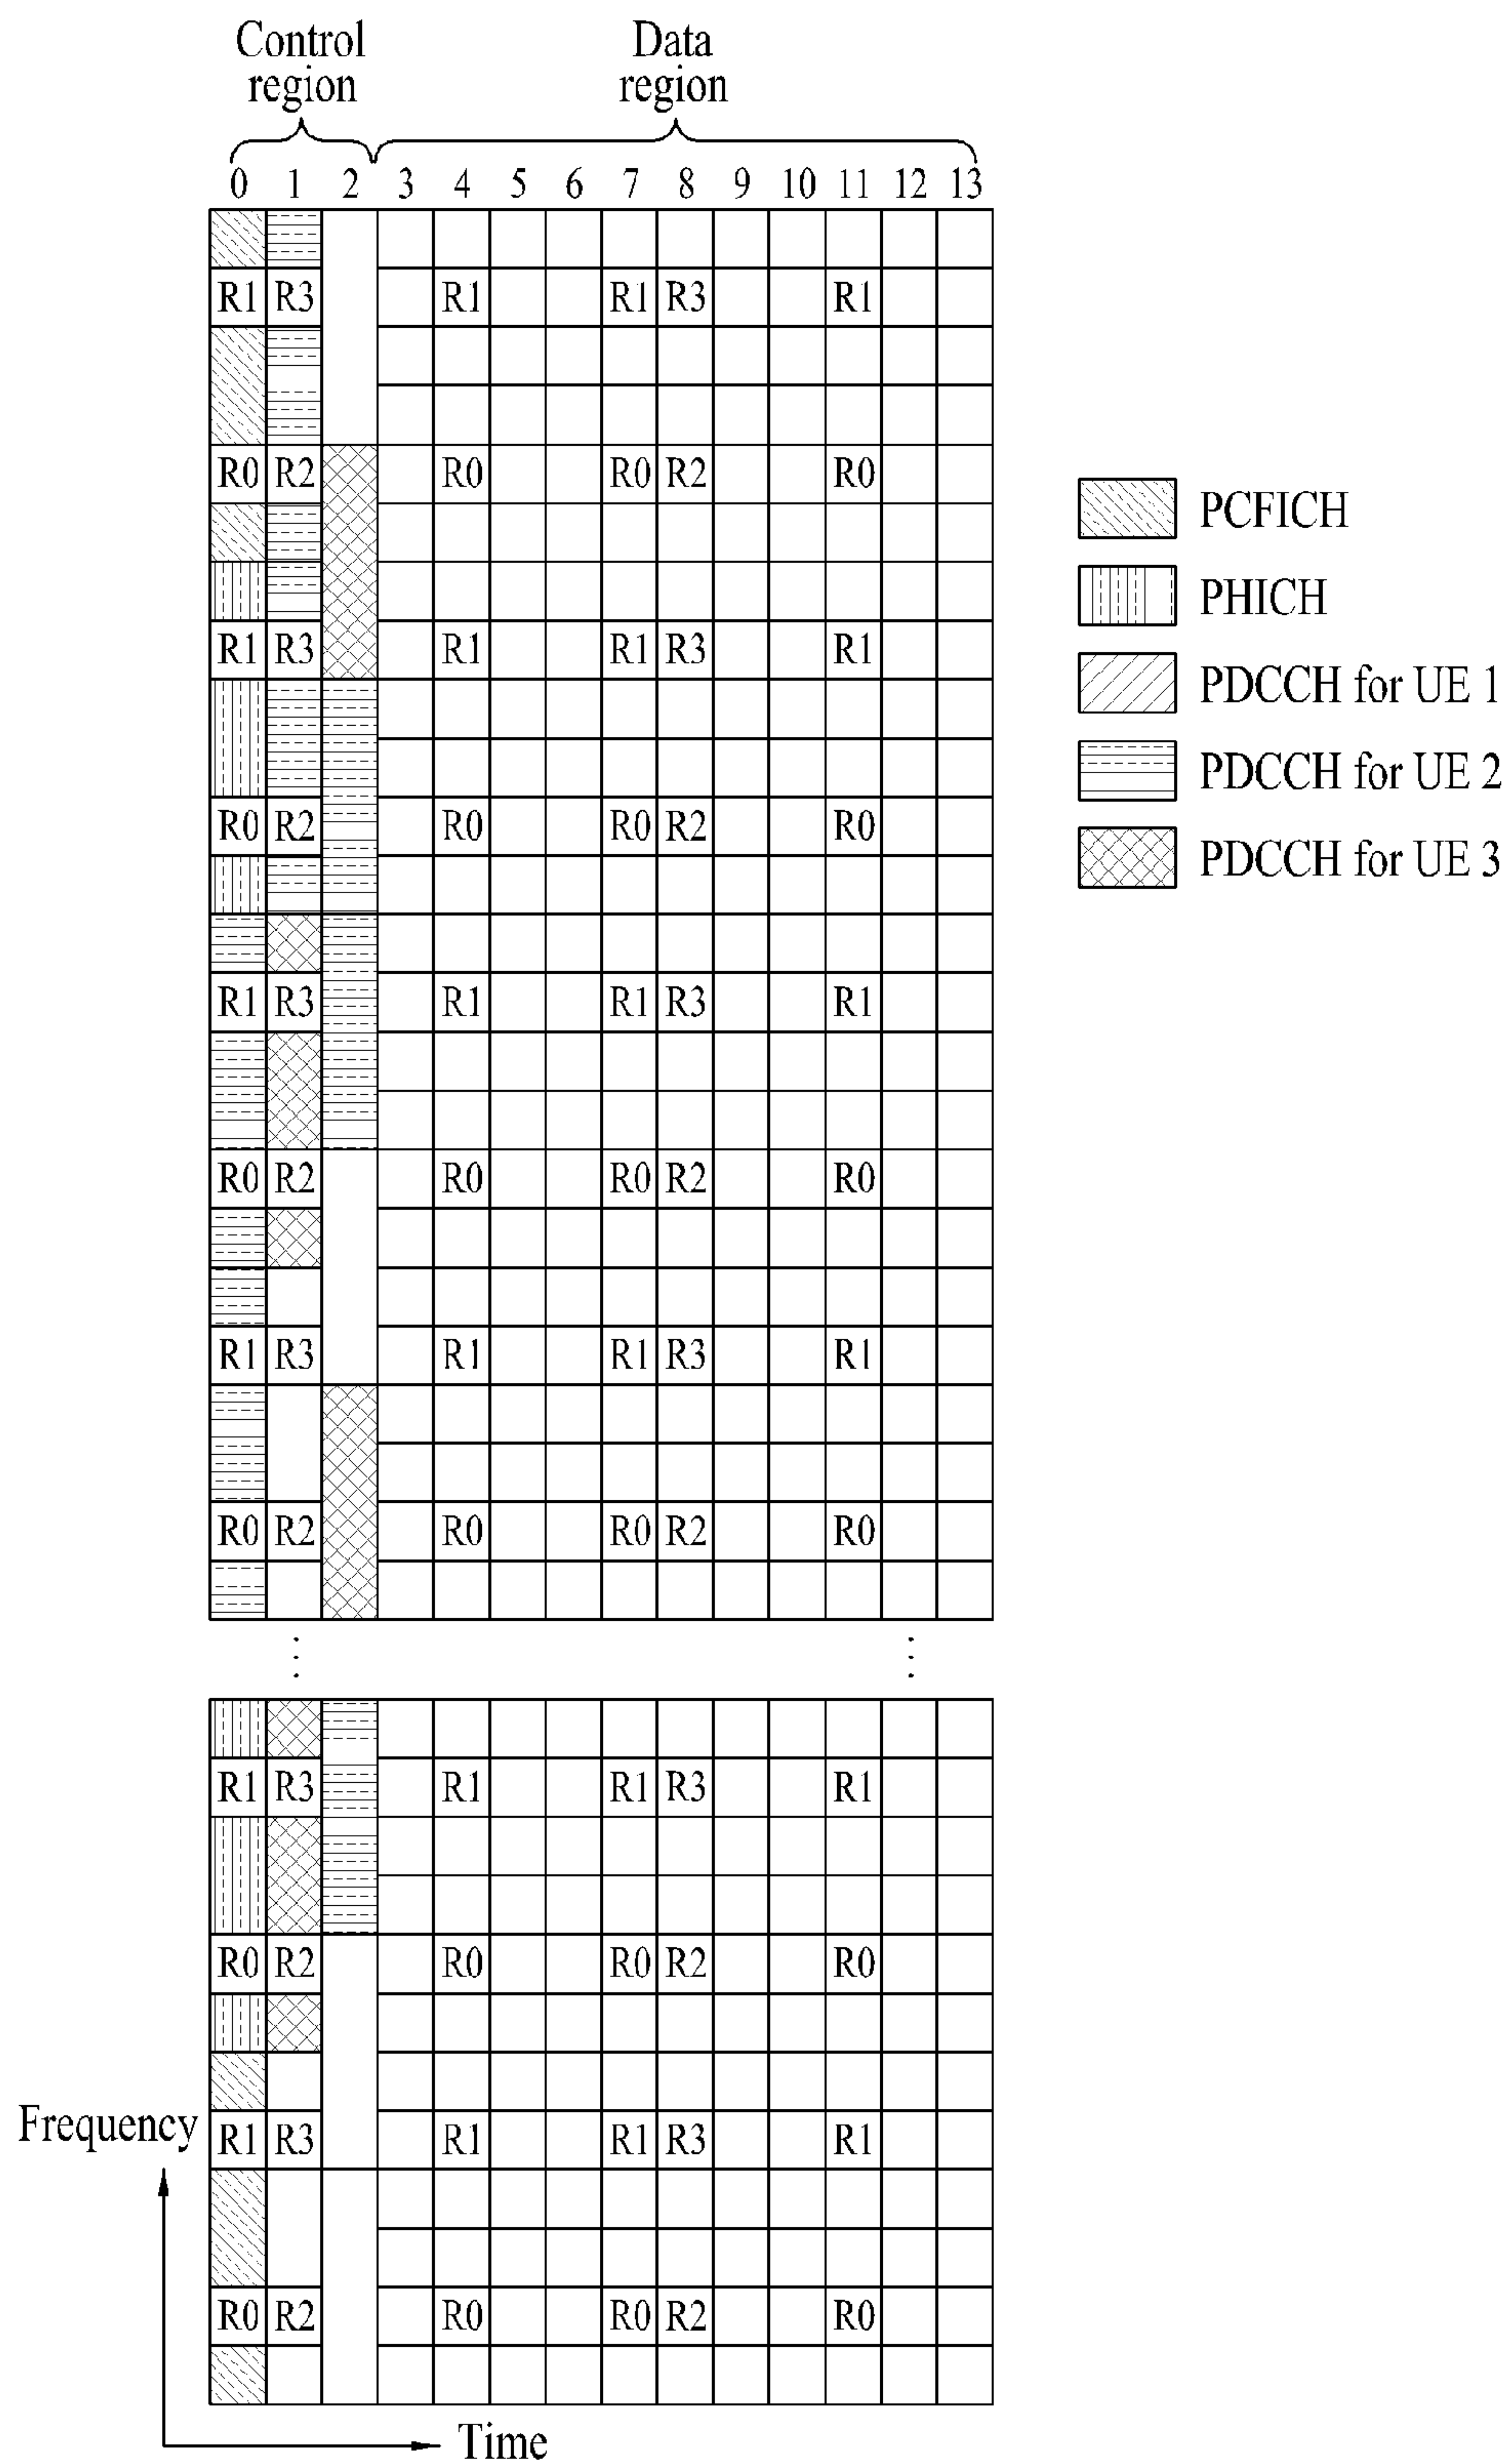 Control region
Data region
0 1 2 3 4 5 6 7 8 9 10 11 12 13
R1 R3 R1 R1 R3 R1
R0 R2 R0 R0 R2 R0
R1 R3 R1 R1 R3 R1
R0 R2 R0 R0 R2 R0
R1 R3 R1 R1 R3 R1
R0 R2 R0 R0 R2 R0
R1 R3 R1 R1 R3 R1
R0 R2 R0 R0 R2 R0
R1 R3 R1 R1 R3 R1
R0 R2 R0 R0 R2 R0
R1 R3 R1 R1 R3 R1
R0 R2 R0 R0 R2 R0
PCFICH
PHICH
PDCCH for UE 1
PDCCH for UE 2
PDCCH for UE 3
Frequency
Time